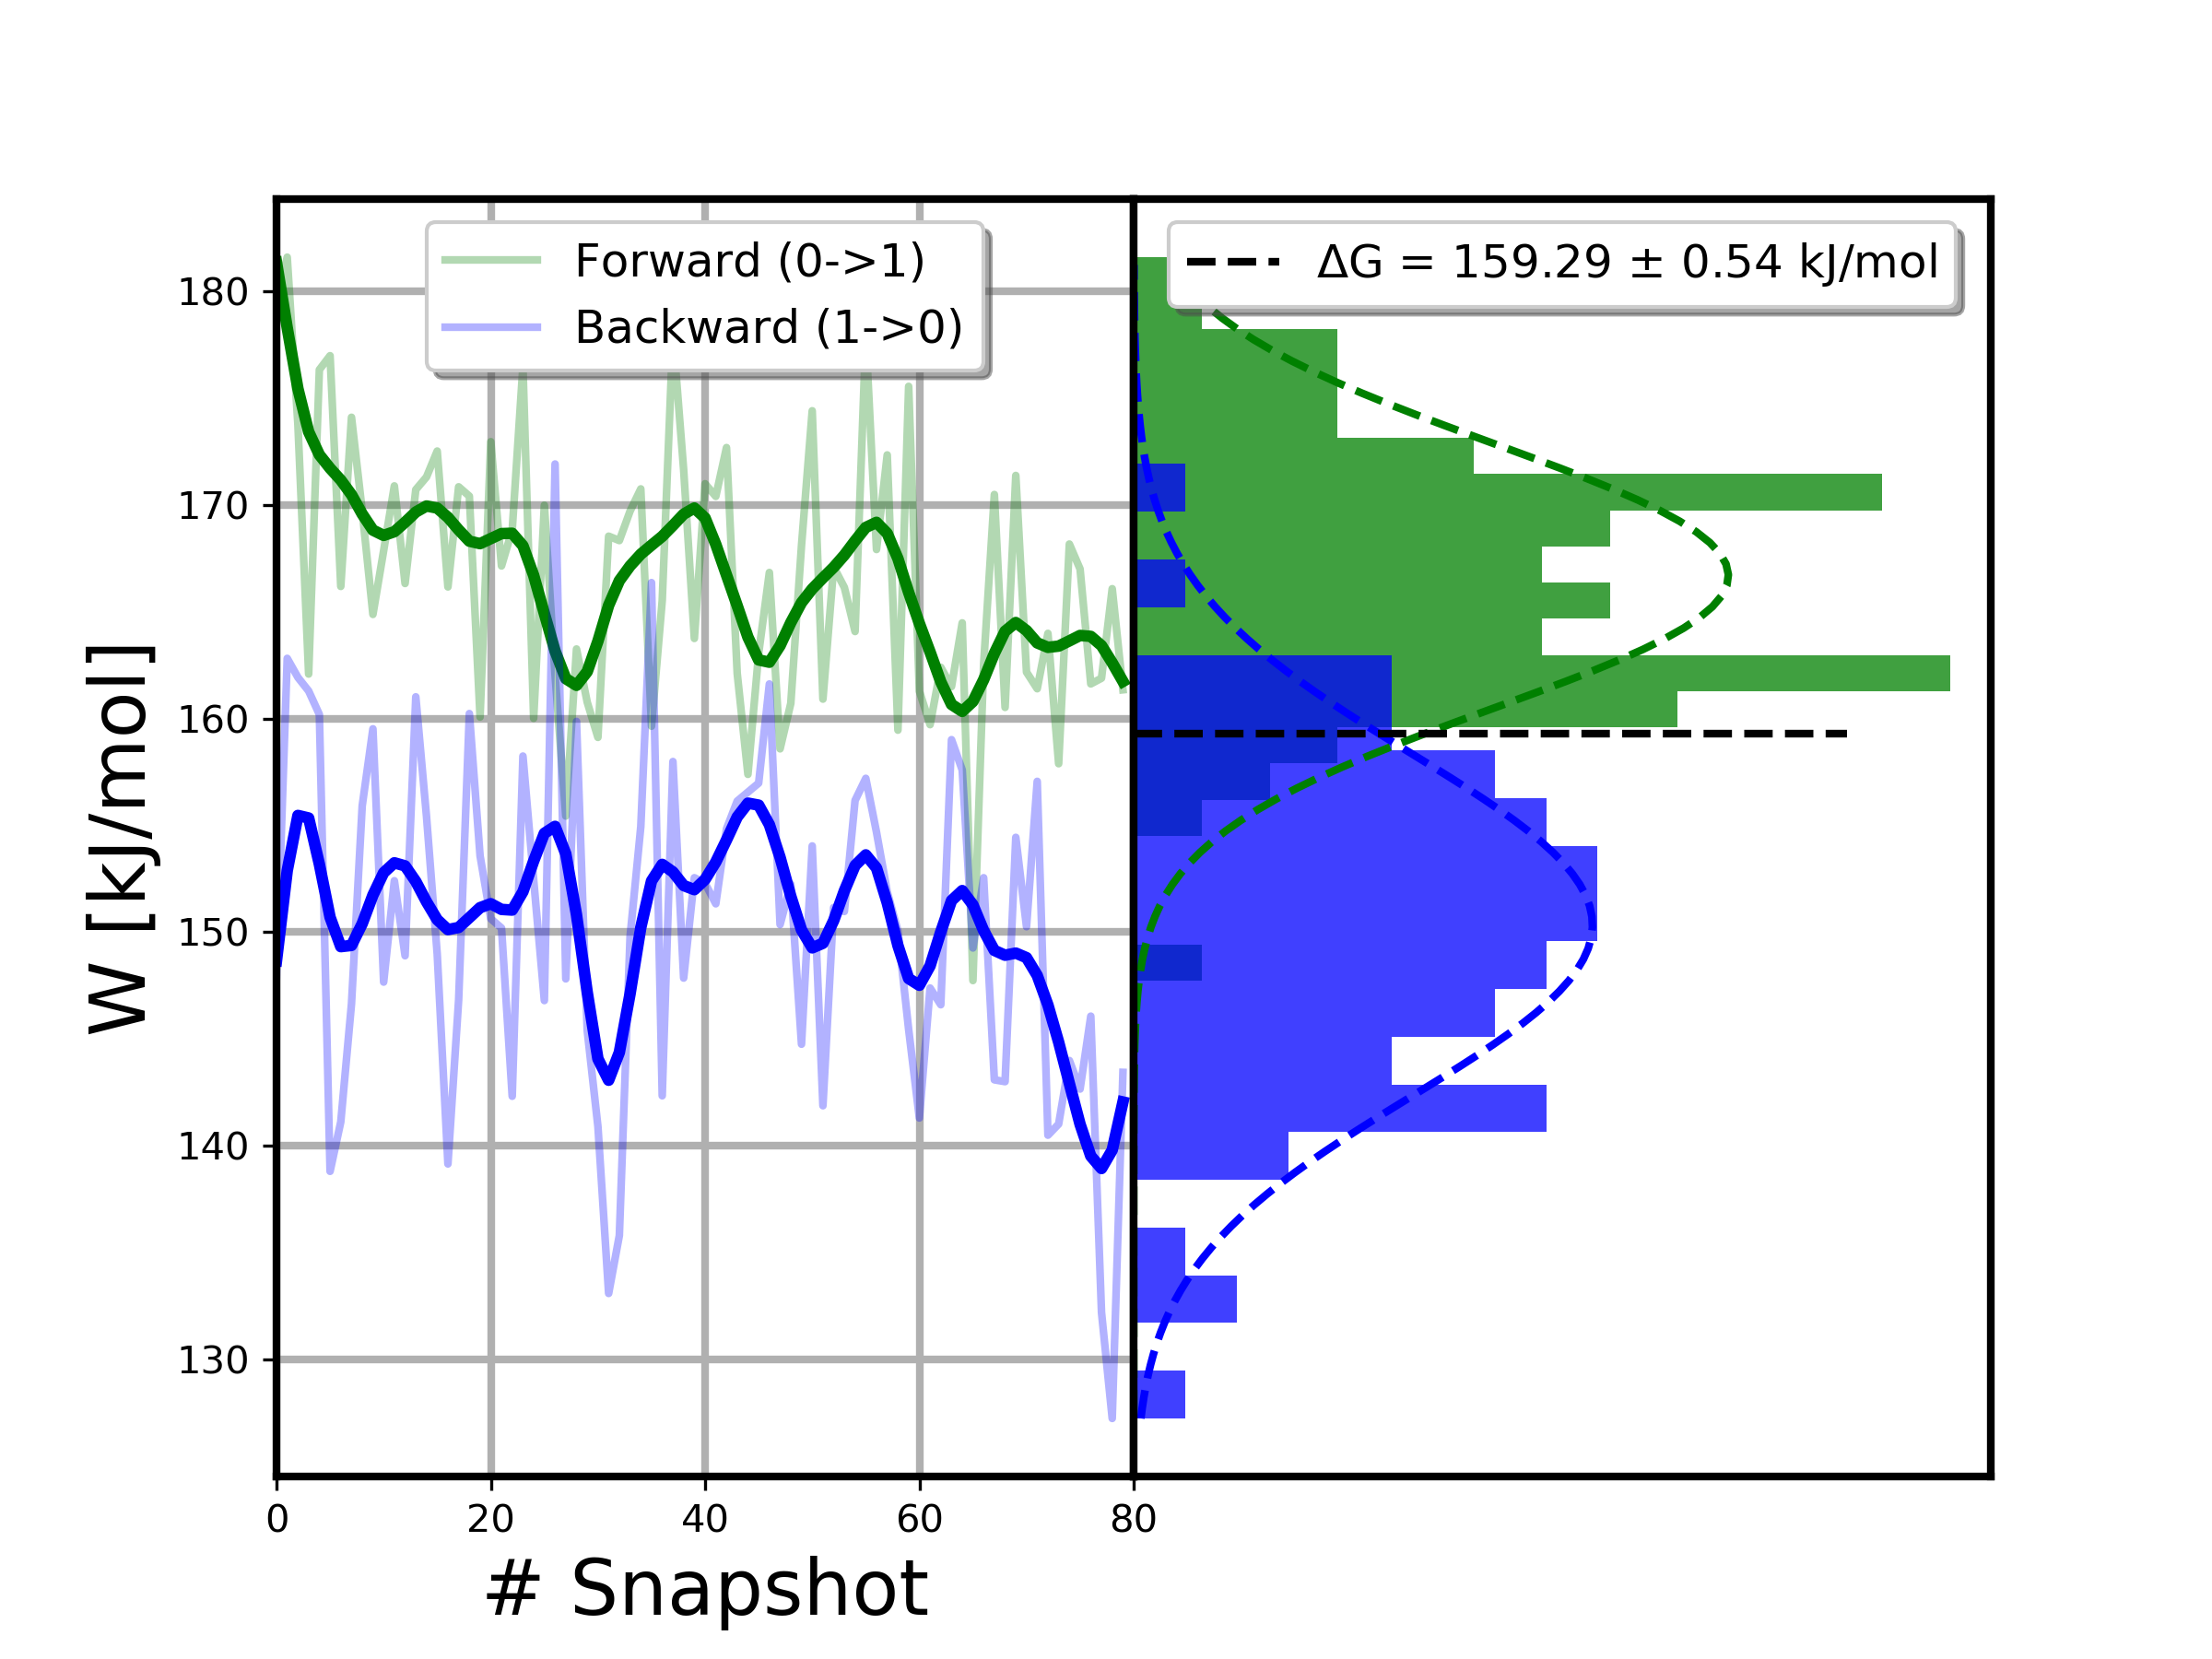 Forward (0->1)
Backward (1->0)
ΔG = 159.29 ± 0.54 kJ/mol
180
170
160
150
140
130
W [kJ/mol]
0 20 40 60 80
# Snapshot